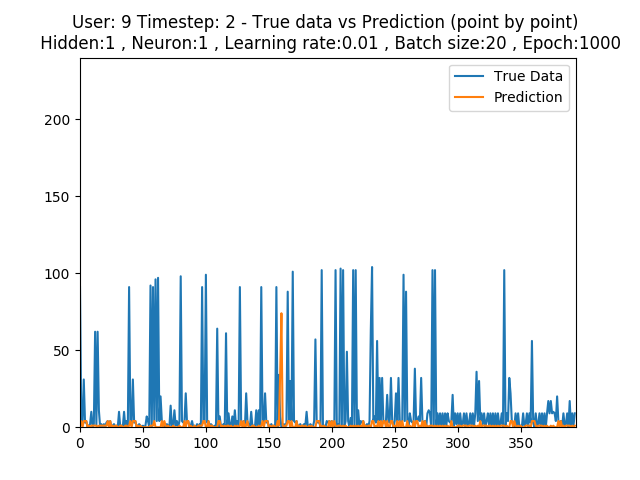 User: 9 Timestep: 2 - True data vs Prediction (point by point)
Hidden:1 , Neuron:1 , Learning rate:0.01 , Batch size:20 , Epoch:1000
True Data
Prediction
200
150
100
50
0
0 50 100 150 200 250 300 350